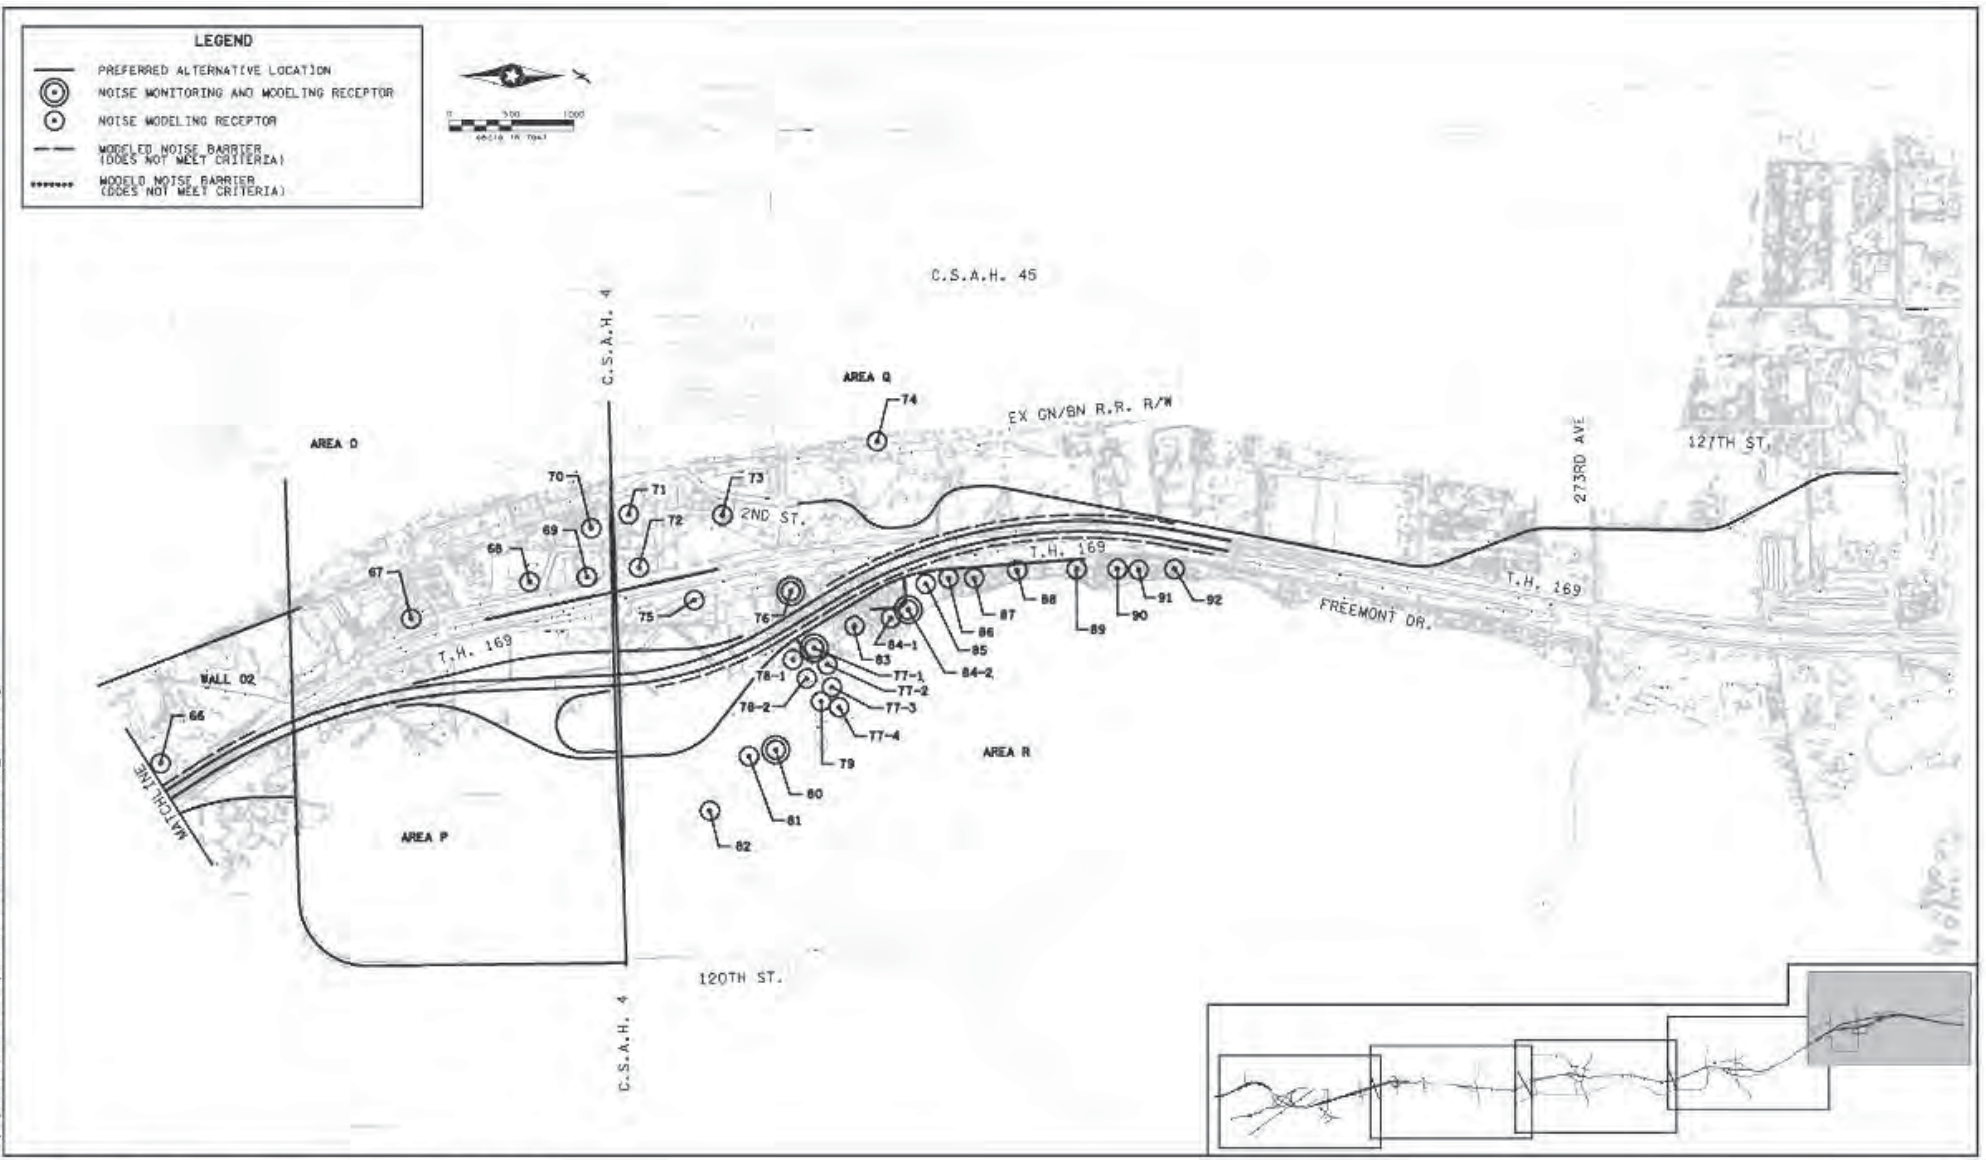 LEGEND
PREFERRED ALTERNATIVE LOCATION
NOISE MONITORING AND MODELING RECEPTOR
NOISE MODELING RECEPTOR
MODELED NOISE BARRIER
(DOES NOT MEET CRITERIA)
MODELD NOISE BARRIER
(DOES NOT MEET CRITERIA)
0 500 1000
C.S.A.H. 45
C.S.A.H. 4
AREA Q
74
EX GN/BN R.R. R/W
273RD AVE
127TH ST.
AREA O
70
71
73
2ND ST.
69
72
68
67
T.H. 169
T.H. 169
75
76
88
91
92
87
90
89
86
85
84-1
84-2
83
FREEMONT DR.
T.H. 169
WALL O2
78-1
77-1
77-2
78-2
77-3
77-4
66
79
AREA R
MATCHLINE
80
81
82
AREA P
120TH ST.
C.S.A.H. 4